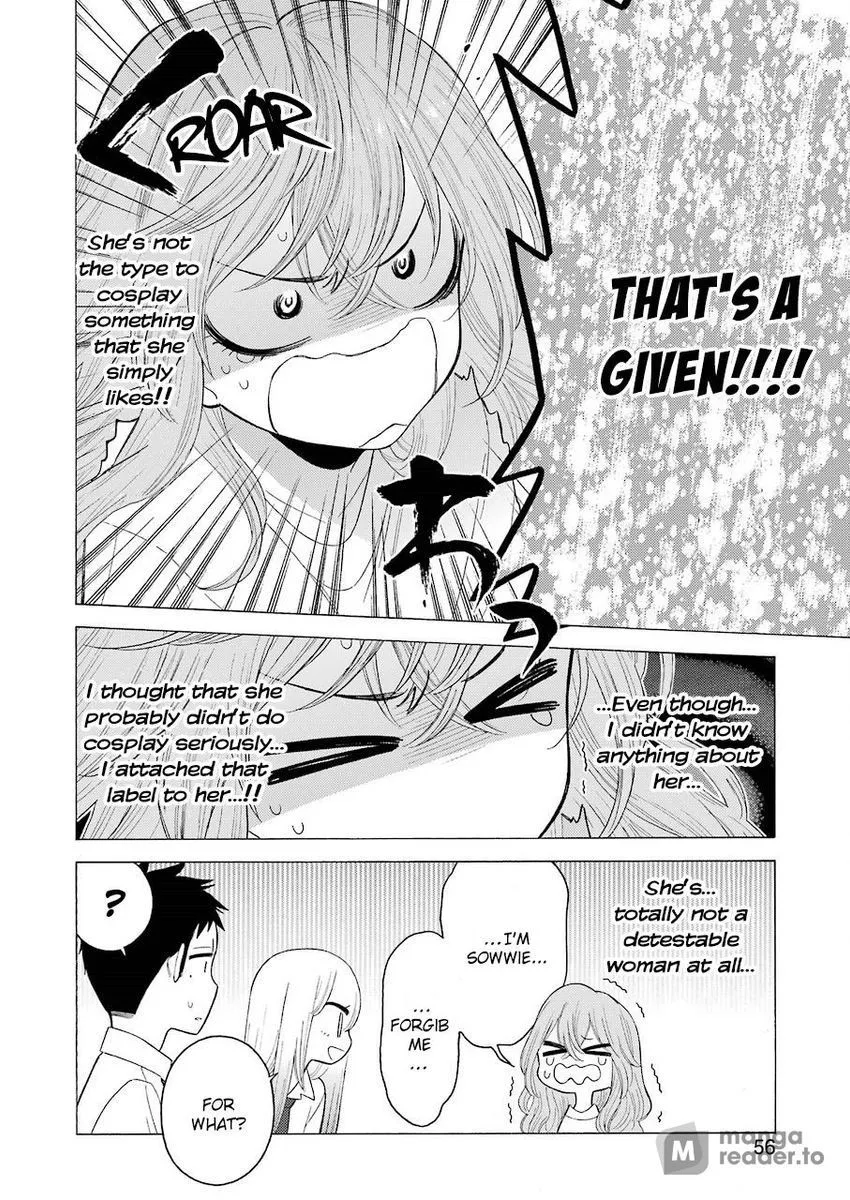 THAT'S A
GIVEN!!!!
ROAR
She's not
the type to
cosplay
something
that she
simply
likes!!
くわっ
...Even though...
I didn't know
anything about
her...
I thought that she
probably didn't do
cosplay seriously...
I attached that
label to her...!!
She's...
totally not a
detestable
woman at all...
...I'M
SOWWIE...
...
FORGIB
ME ...
FOR
WHAT?
?
56
M manga
reader.to